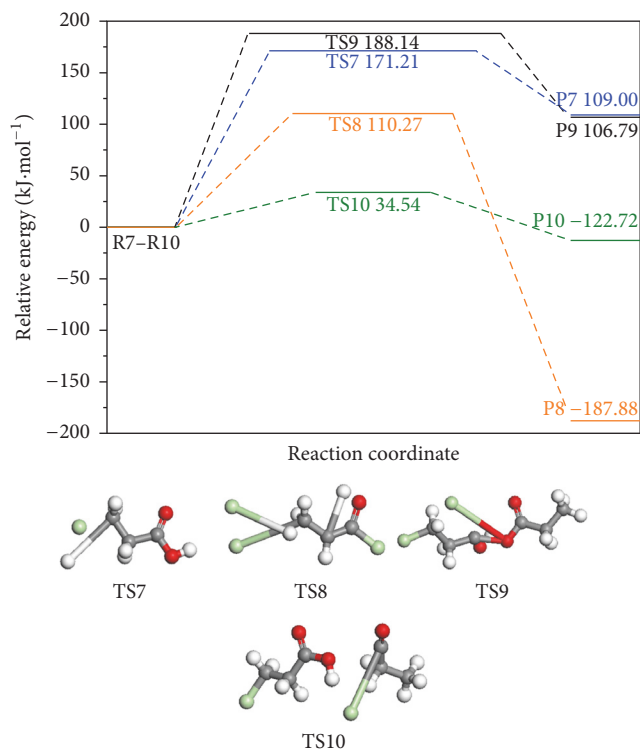 200
150
100
50
0
−50
−100
−150
−200
Relative energy (kJ·mol⁻¹)
TS9 188.14
TS7 171.21
P7 109.00
P9 106.79
TS8 110.27
TS10 34.54
P10 −122.72
R7–R10
P8 −187.88
Reaction coordinate
TS7
TS8
TS9
TS10